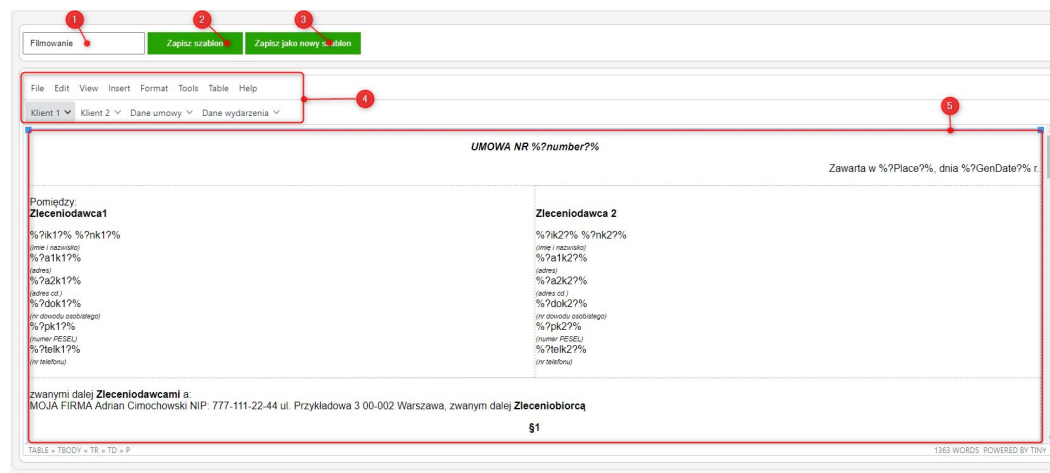 1 2 3
Filmowanie Zapisz szablon Zapisz jako nowy szablon
File Edit View Insert Format Tools Table Help
4
5
Klient 1 Klient 2 Dane umowy Dane wydarzenia
UMOWA NR %?number?%
Zawarta w %?Place?%, dnia %?GenDate?% r.
Pomiędzy:
Zleceniodawca1 Zleceniodawca 2
%?ik1?% %?nk1?% %?ik2?% %?nk2?%
(imie i nazwisko) (imię i nazwisko)
%?a1k1?% %?a1k2?%
(adres) (adres)
%?a2k1?% %?a2k2?%
(adres cd.) (adres cd.)
%?dok1?% %?dok2?%
(nr dowodu osobistego) (nr dowodu osobistego)
%?pk1?% %?pk2?%
(numer PESEL) (numer PESEL)
%?telk1?% %?telk2?%
(nr telefonu) (nr telefonu)
zwanymi dalej Zleceniodawcami a:
MOJA FIRMA Adrian Cimochowski NIP: 777-111-22-44 ul. Przykładowa 3 00-002 Warszawa, zwanym dalej Zleceniobiorcą
§1
TABLE » TBODY » TR » TD » P 1363 WORDS POWERED BY TINY